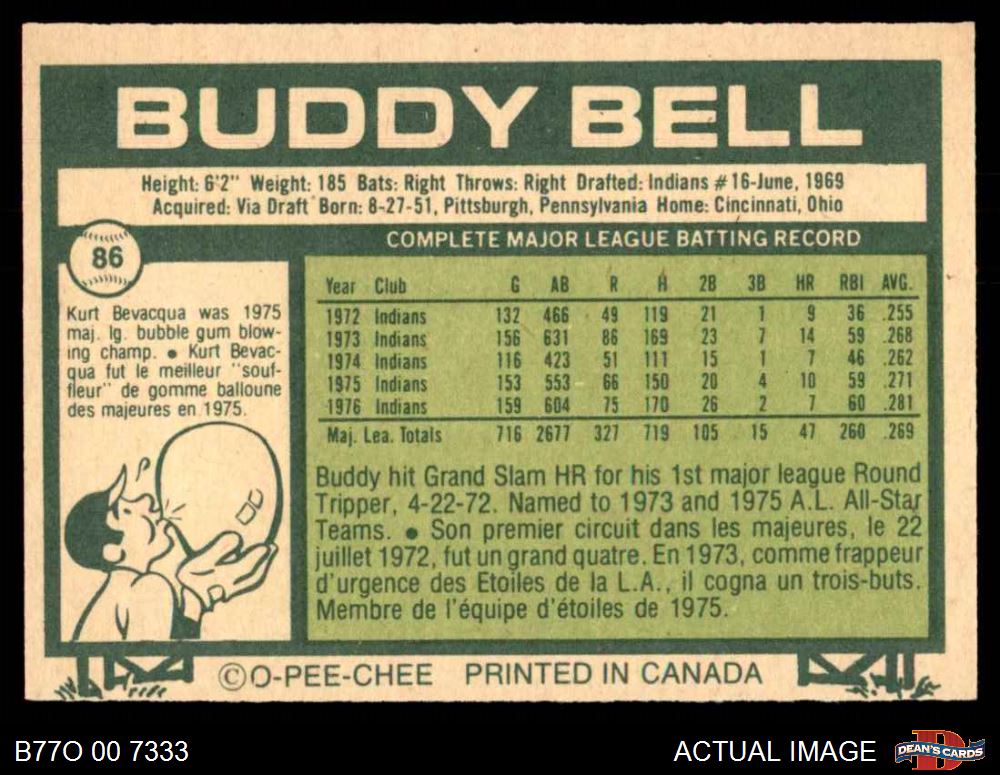 BUDDY BELL
Height: 6'2" Weight: 185 Bats: Right Throws: Right Drafted: Indians #16-June, 1969
Acquired: Via Draft Born: 8-27-51, Pittsburgh, Pennsylvania Home: Cincinnati, Ohio
86
Kurt Bevacqua was 1975
maj. lg. bubble gum blow-
ing champ. • Kurt Bevac-
qua fut le meilleur "souf-
fleur" de gomme balloune
des majeures en 1975.
COMPLETE MAJOR LEAGUE BATTING RECORD
Year Club G AB R H 2B 3B HR RBI AVG.
1972 Indians 132 466 49 119 21 1 9 36 .255
1973 Indians 156 631 86 169 23 7 14 59 .268
1974 Indians 116 423 51 111 15 1 7 46 .262
1975 Indians 153 553 66 150 20 4 10 59 .271
1976 Indians 159 604 75 170 26 2 7 60 .281
Maj. Lea. Totals 716 2677 327 719 105 15 47 260 .269
Buddy hit Grand Slam HR for his 1st major league Round
Tripper, 4-22-72. Named to 1973 and 1975 A.L. All-Star
Teams. • Son premier circuit dans les majeures, le 22
juillet 1972, fut un grand quatre. En 1973, comme frappeur
d'urgence des Etoiles de la L.A., il cogna un trois-buts.
Membre de l'équipe d'étoiles de 1975.
©O-PEE-CHEE PRINTED IN CANADA
B77O 00 7333
ACTUAL IMAGE
DEAN'S CARDS